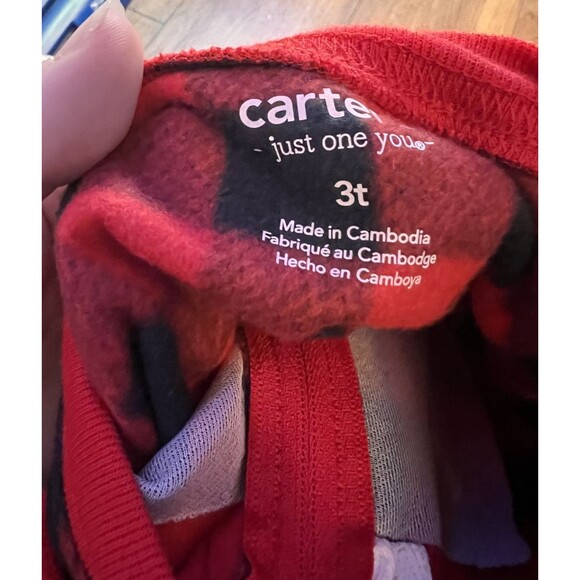 carte
- just one you®-
3t
Made in Cambodia
Fabriqué au Cambodge
Hecho en Camboya